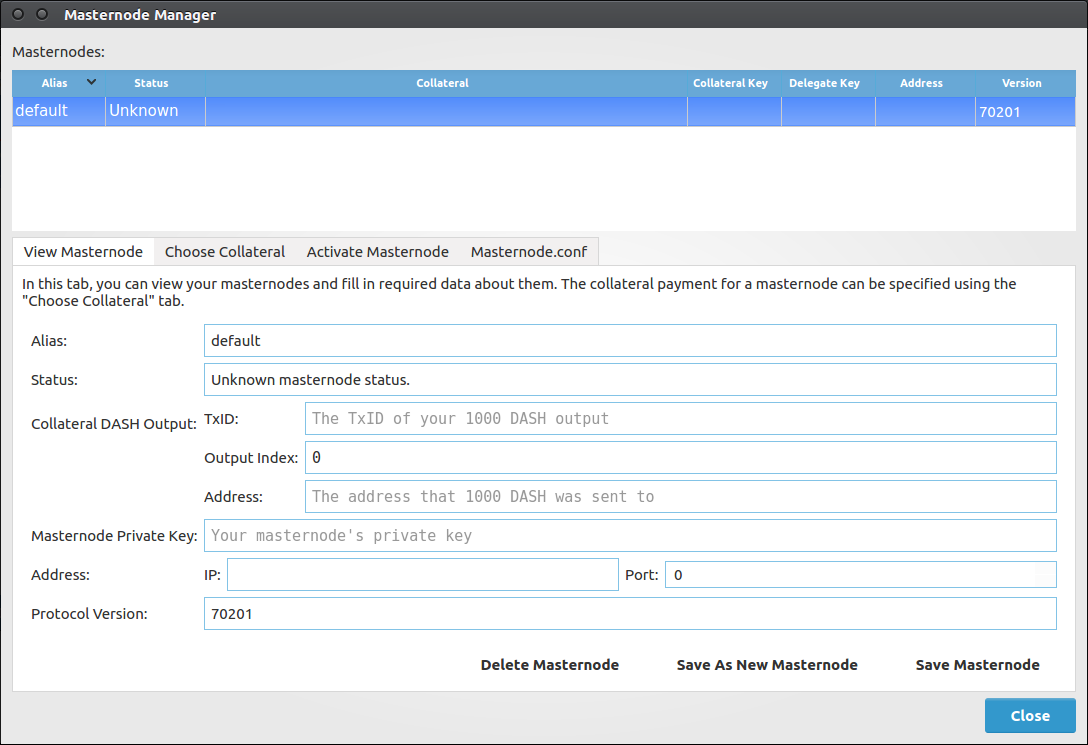 Masternode Manager
Masternodes:
Alias Status Collateral Collateral Key Delegate Key Address Version
default Unknown 70201
View Masternode Choose Collateral Activate Masternode Masternode.conf
In this tab, you can view your masternodes and fill in required data about them. The collateral payment for a masternode can be specified using the
"Choose Collateral" tab.
Alias: default
Status: Unknown masternode status.
Collateral DASH Output: TxID: The TxID of your 1000 DASH output
Output Index: 0
Address: The address that 1000 DASH was sent to
Masternode Private Key: Your masternode's private key
Address: IP: Port: 0
Protocol Version: 70201
Delete Masternode Save As New Masternode Save Masternode
Close